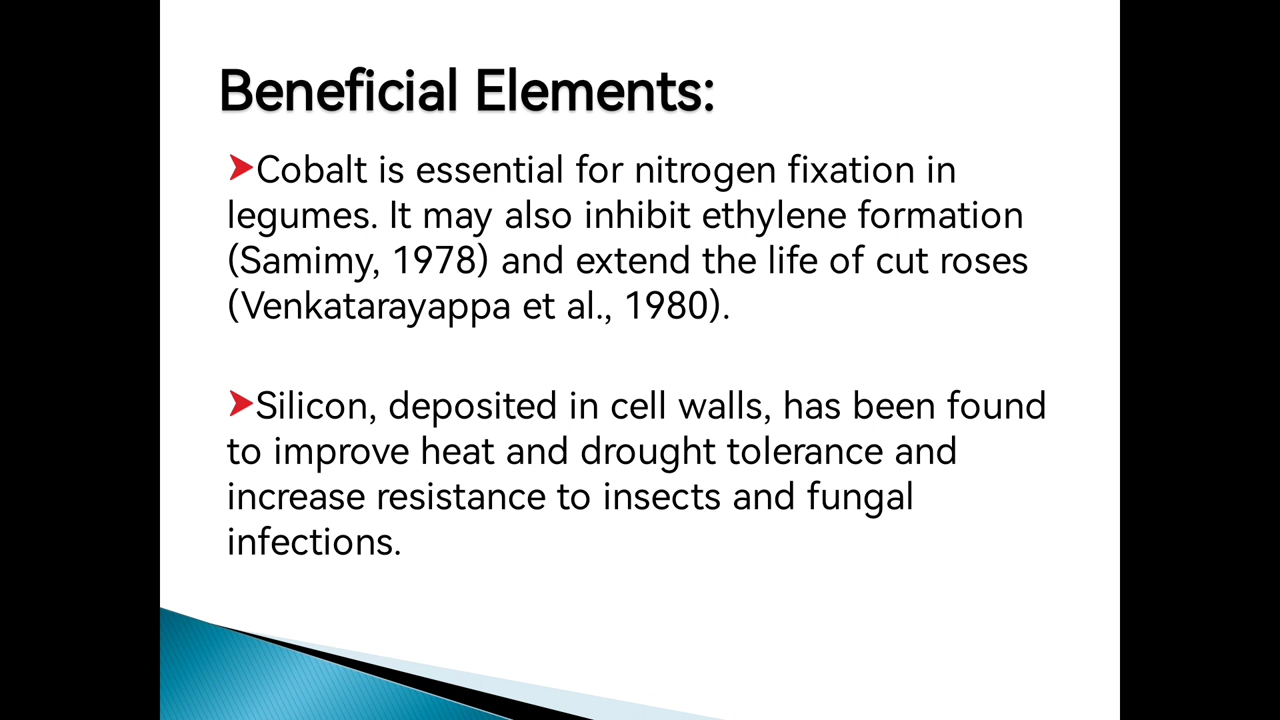 Beneficial Elements:
➤Cobalt is essential for nitrogen fixation in
legumes. It may also inhibit ethylene formation
(Samimy, 1978) and extend the life of cut roses
(Venkatarayappa et al., 1980).
➤Silicon, deposited in cell walls, has been found
to improve heat and drought tolerance and
increase resistance to insects and fungal
infections.